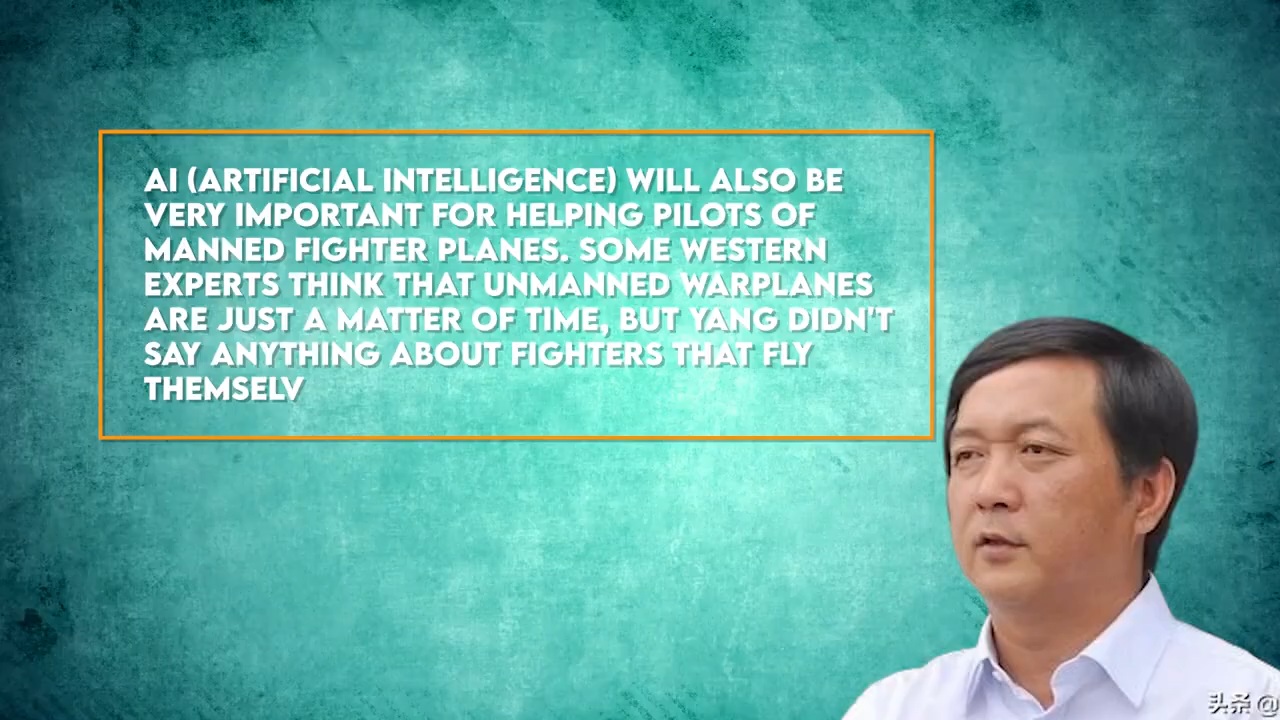 AI (ARTIFICIAL INTELLIGENCE) WILL ALSO BE
VERY IMPORTANT FOR HELPING PILOTS OF
MANNED FIGHTER PLANES. SOME WESTERN
EXPERTS THINK THAT UNMANNED WARPLANES
ARE JUST A MATTER OF TIME, BUT YANG DIDN'T
SAY ANYTHING ABOUT FIGHTERS THAT FLY
THEMSELV
头条 @